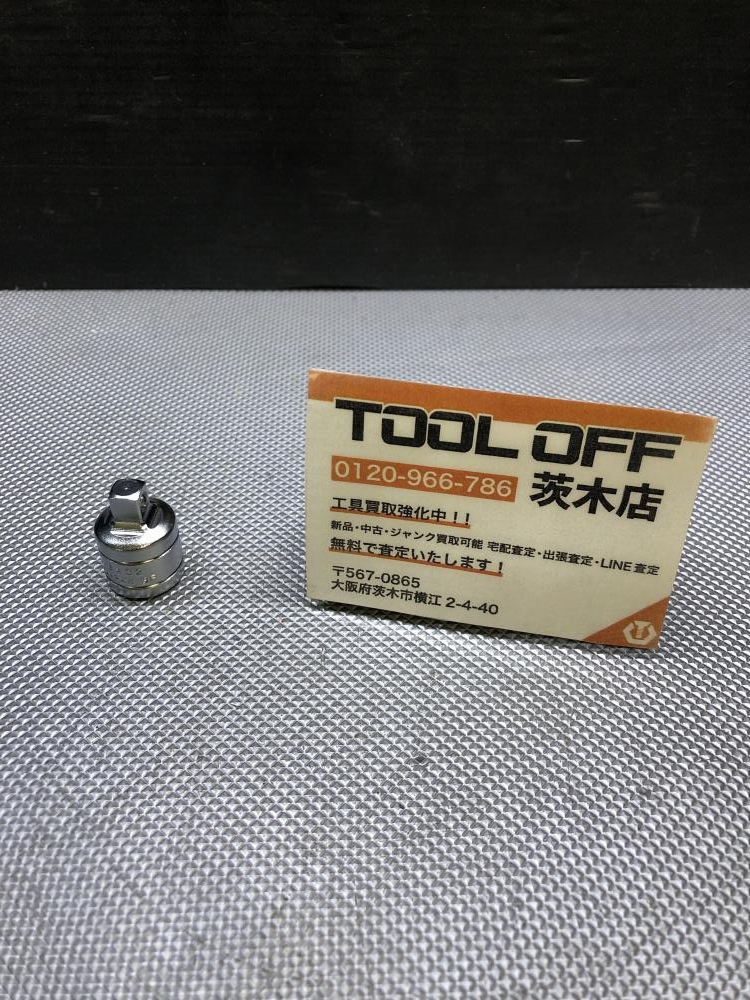 TOOL OFF
0120-966-786 茨木店
工具買取強化中！！
新品・中古・ジャンク買取可能 宅配査定・出張査定・LINE査定
無料で査定いたします！
〒567-0865
大阪府茨木市横江 2-4-40